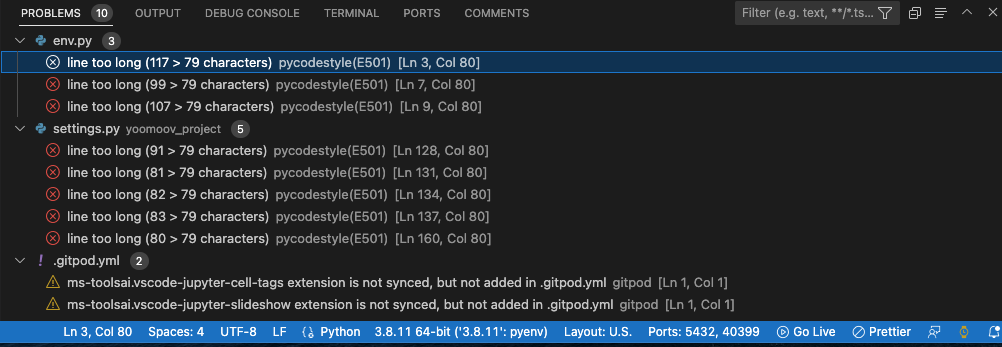 PROBLEMS 10 OUTPUT DEBUG CONSOLE TERMINAL PORTS COMMENTS Filter (e.g. text, **/*.ts...
env.py 3
line too long (117 > 79 characters) pycodestyle(E501) [Ln 3, Col 80]
line too long (99 > 79 characters) pycodestyle(E501) [Ln 7, Col 80]
line too long (107 > 79 characters) pycodestyle(E501) [Ln 9, Col 80]
settings.py yoomoov_project 5
line too long (91 > 79 characters) pycodestyle(E501) [Ln 128, Col 80]
line too long (81 > 79 characters) pycodestyle(E501) [Ln 131, Col 80]
line too long (82 > 79 characters) pycodestyle(E501) [Ln 134, Col 80]
line too long (83 > 79 characters) pycodestyle(E501) [Ln 137, Col 80]
line too long (80 > 79 characters) pycodestyle(E501) [Ln 160, Col 80]
! .gitpod.yml 2
ms-toolsai.vscode-jupyter-cell-tags extension is not synced, but not added in .gitpod.yml gitpod [Ln 1, Col 1]
ms-toolsai.vscode-jupyter-slideshow extension is not synced, but not added in .gitpod.yml gitpod [Ln 1, Col 1]
Ln 3, Col 80 Spaces: 4 UTF-8 LF Python 3.8.11 64-bit ('3.8.11': pyenv) Layout: U.S. Ports: 5432, 40399 Go Live Prettier